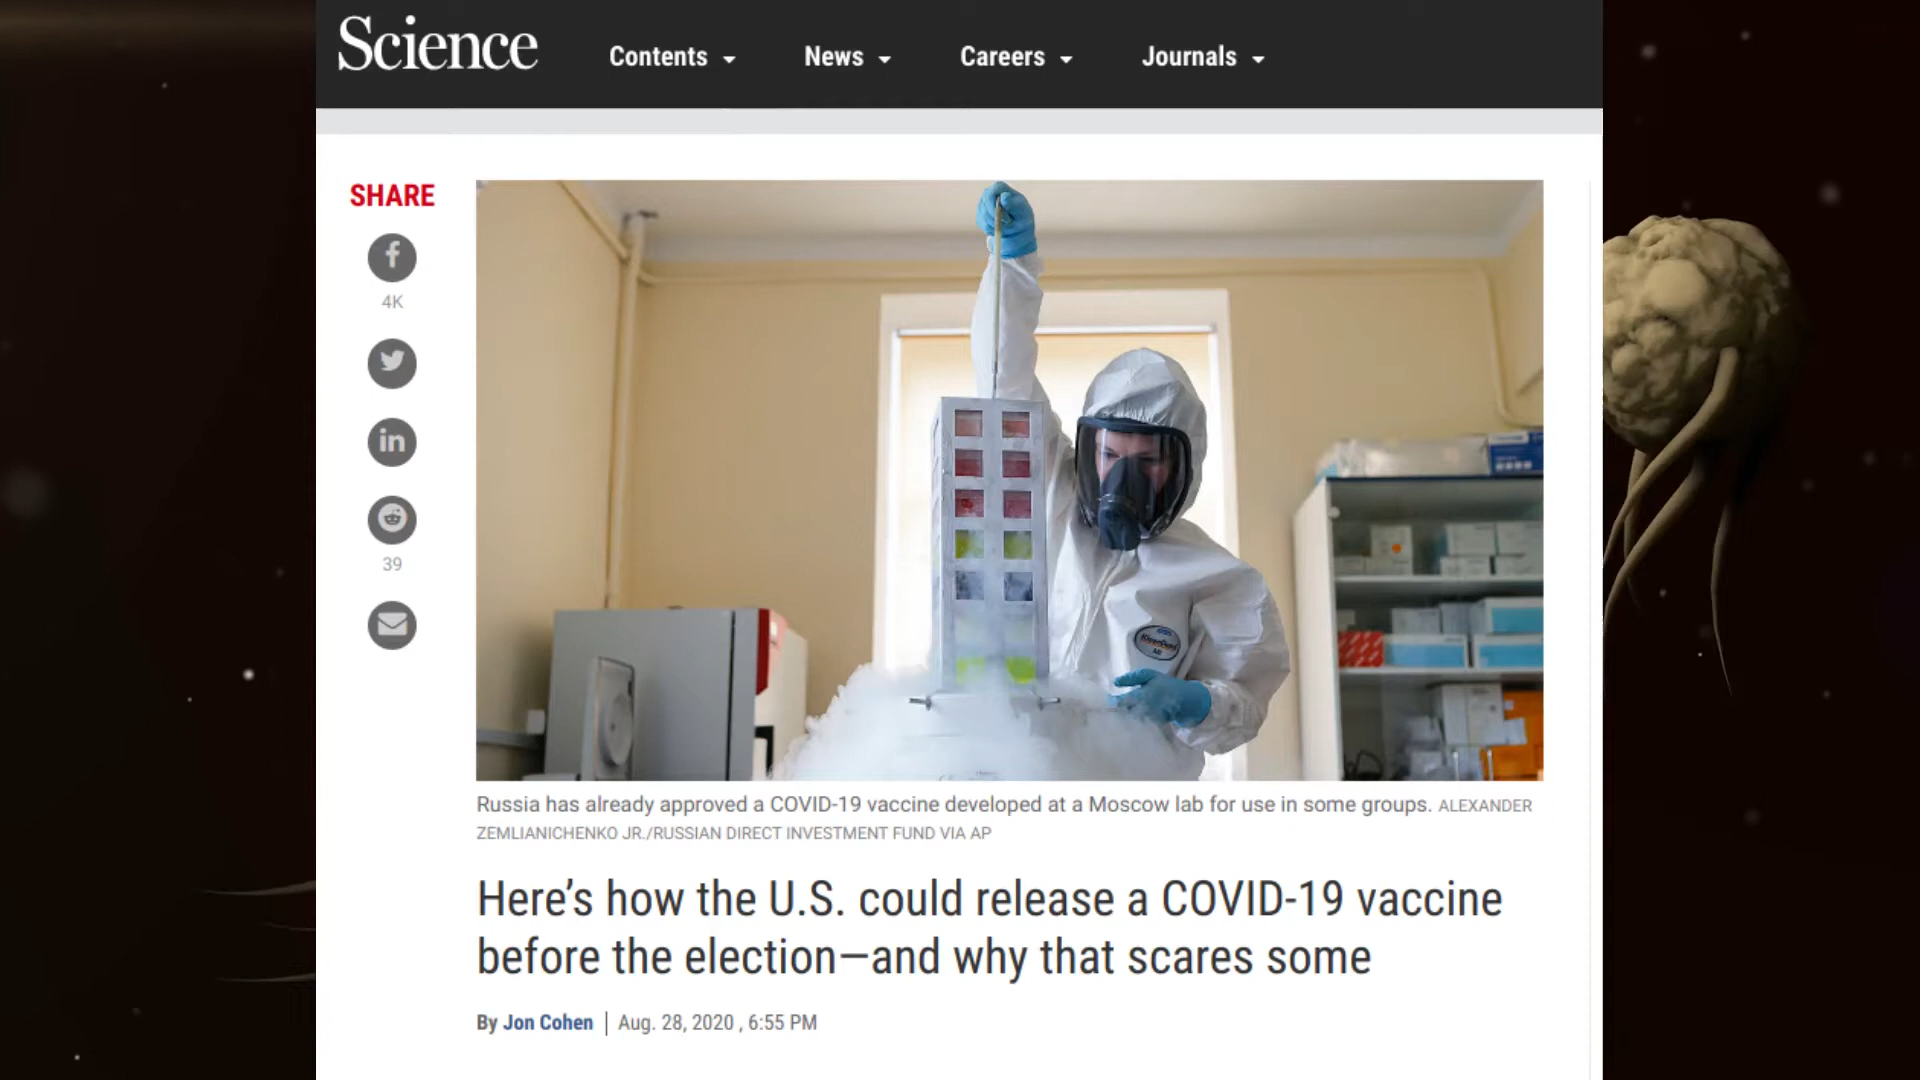 Science
Contents
News
Careers
Journals
SHARE
4K
39
Russia has already approved a COVID-19 vaccine developed at a Moscow lab for use in some groups. ALEXANDER
ZEMLIANICHENKO JR./RUSSIAN DIRECT INVESTMENT FUND VIA AP
Here’s how the U.S. could release a COVID-19 vaccine
before the election—and why that scares some
By Jon Cohen | Aug. 28, 2020 , 6:55 PM